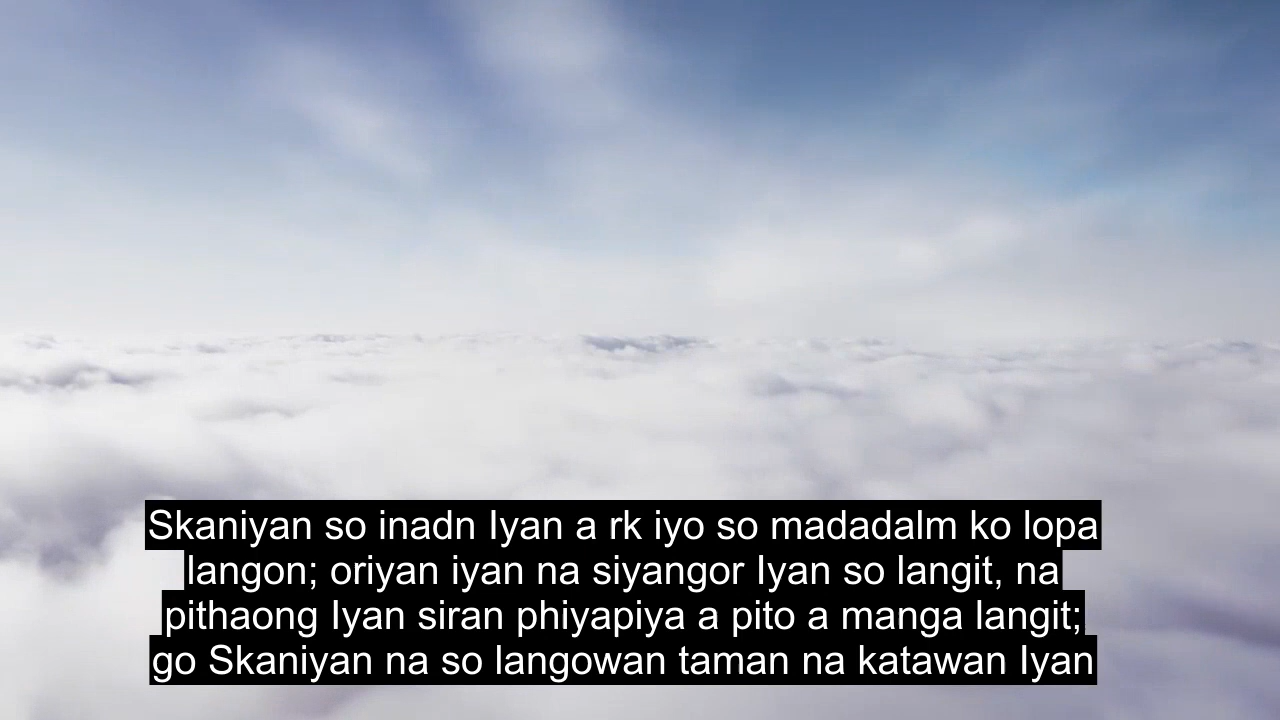 Skaniyan so inadn Iyan a rk iyo so madadalm ko lopa
langon; oriyan iyan na siyangor Iyan so langit, na
pithaong Iyan siran phiyapiya a pito a manga langit;
go Skaniyan na so langowan taman na katawan Iyan